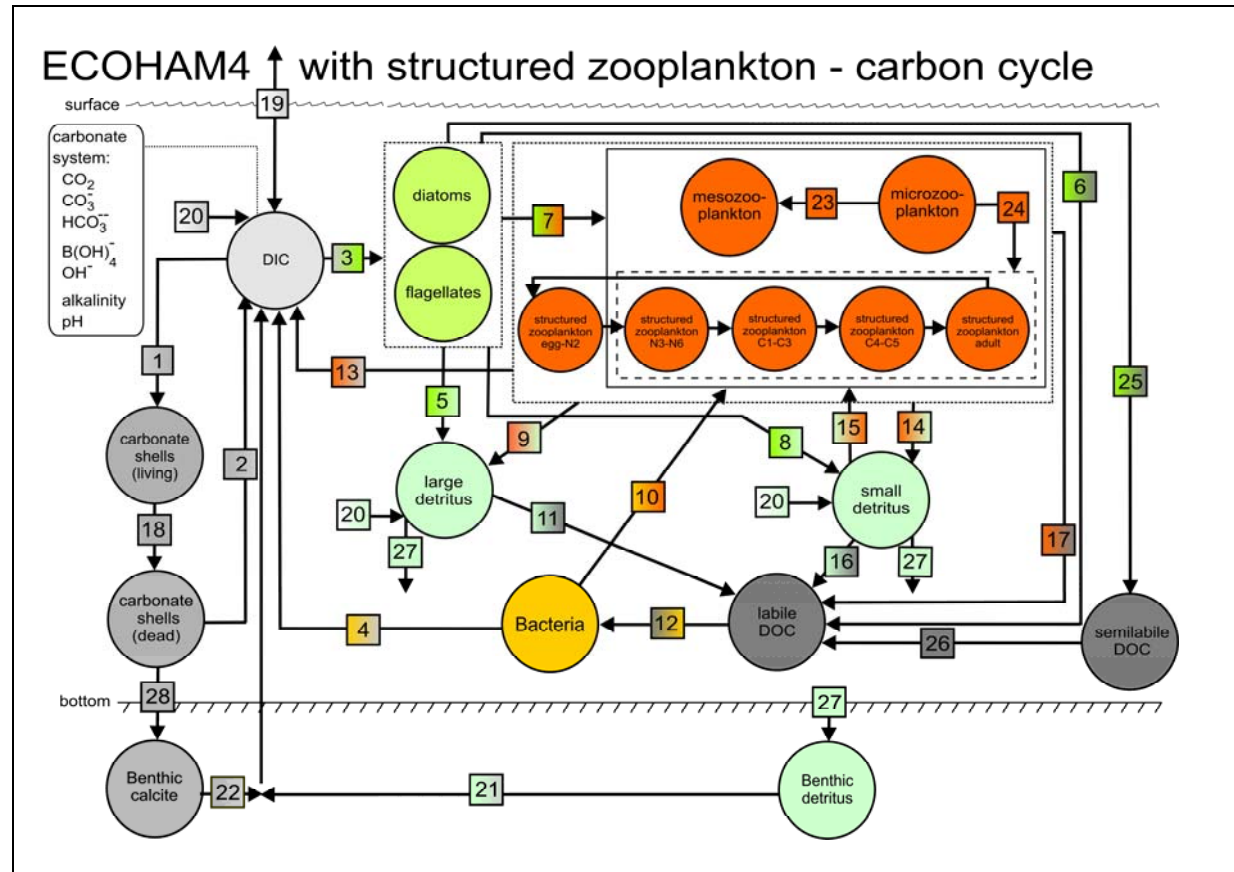 ECOHAM4 with structured zooplankton - carbon cycle
surface
19
carbonate
system:
CO2
CO3-
HCO3--
B(OH)4-
OH-
alkalinity
pH
20
DIC
3
diatoms
flagellates
7
mesozoo-
plankton
23
microzoo-
plankton
24
6
structured
zooplankton
egg-N2
structured
zooplankton
N3-N6
structured
zooplankton
C1-C3
structured
zooplankton
C4-C5
structured
zooplankton
adult
1
13
5
25
carbonate
shells
(living)
2
9
8
15
14
large
detritus
small
detritus
20
27
11
10
20
16
27
17
18
carbonate
shells
(dead)
4
Bacteria
12
labile
DOC
26
semilabile
DOC
bottom
28
27
Benthic
calcite
22
21
Benthic
detritus